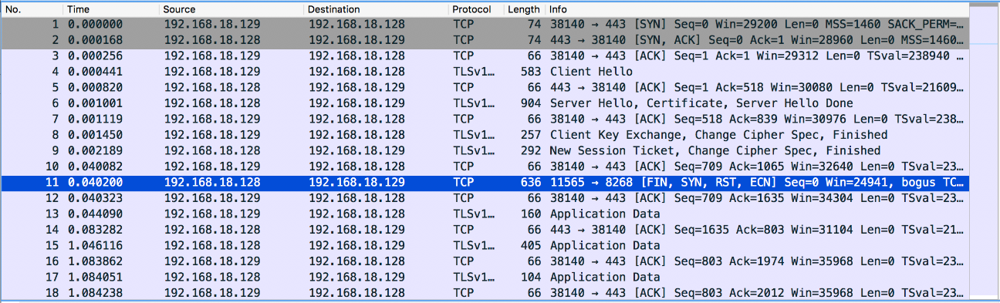 No. Time Source Destination Protocol Length Info
1 0.000000 192.168.18.129 192.168.18.128 TCP 74 38140 → 443 [SYN] Seq=0 Win=29200 Len=0 MSS=1460 SACK_PERM=…
2 0.000168 192.168.18.128 192.168.18.129 TCP 74 443 → 38140 [SYN, ACK] Seq=0 Ack=1 Win=28960 Len=0 MSS=1460…
3 0.000256 192.168.18.129 192.168.18.128 TCP 66 38140 → 443 [ACK] Seq=1 Ack=1 Win=29312 Len=0 TSval=238940 …
4 0.000441 192.168.18.129 192.168.18.128 TLSv1… 583 Client Hello
5 0.000820 192.168.18.128 192.168.18.129 TCP 66 443 → 38140 [ACK] Seq=1 Ack=518 Win=30080 Len=0 TSval=21609…
6 0.001001 192.168.18.128 192.168.18.129 TLSv1… 904 Server Hello, Certificate, Server Hello Done
7 0.001119 192.168.18.129 192.168.18.128 TCP 66 38140 → 443 [ACK] Seq=518 Ack=839 Win=30976 Len=0 TSval=238…
8 0.001450 192.168.18.129 192.168.18.128 TLSv1… 257 Client Key Exchange, Change Cipher Spec, Finished
9 0.002189 192.168.18.128 192.168.18.129 TLSv1… 292 New Session Ticket, Change Cipher Spec, Finished
10 0.040082 192.168.18.129 192.168.18.128 TCP 66 38140 → 443 [ACK] Seq=709 Ack=1065 Win=32640 Len=0 TSval=23…
11 0.040200 192.168.18.128 192.168.18.129 TCP 636 11565 → 8268 [FIN, SYN, RST, ECN] Seq=0 Win=24941, bogus TC…
12 0.040323 192.168.18.129 192.168.18.128 TCP 66 38140 → 443 [ACK] Seq=709 Ack=1635 Win=34304 Len=0 TSval=23…
13 0.044090 192.168.18.129 192.168.18.128 TLSv1… 160 Application Data
14 0.083282 192.168.18.128 192.168.18.129 TCP 66 443 → 38140 [ACK] Seq=1635 Ack=803 Win=31104 Len=0 TSval=21…
15 1.046116 192.168.18.128 192.168.18.129 TLSv1… 405 Application Data
16 1.083862 192.168.18.129 192.168.18.128 TCP 66 38140 → 443 [ACK] Seq=803 Ack=1974 Win=35968 Len=0 TSval=23…
17 1.084051 192.168.18.128 192.168.18.129 TLSv1… 104 Application Data
18 1.084238 192.168.18.129 192.168.18.128 TCP 66 38140 → 443 [ACK] Seq=803 Ack=2012 Win=35968 Len=0 TSval=23…